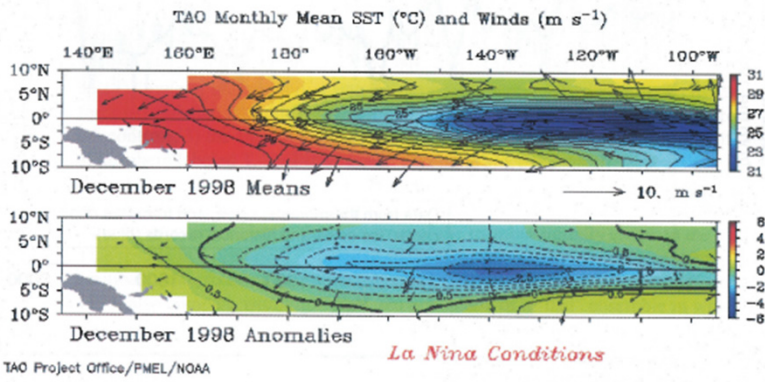 TAO Monthly Mean SST (°C) and Winds (m s⁻¹)
140°E 160°E 180° 160°W 140°W 120°W 100°W
10°N
5°N
0°
5°S
10°S
31
29
27
25
23
21
December 1998 Means
10. m s⁻¹
10°N
5°N
0°
5°S
10°S
8
6
4
2
0
-2
-4
-6
December 1998 Anomalies
La Nina Conditions
TAO Project Office/PMEL/NOAA